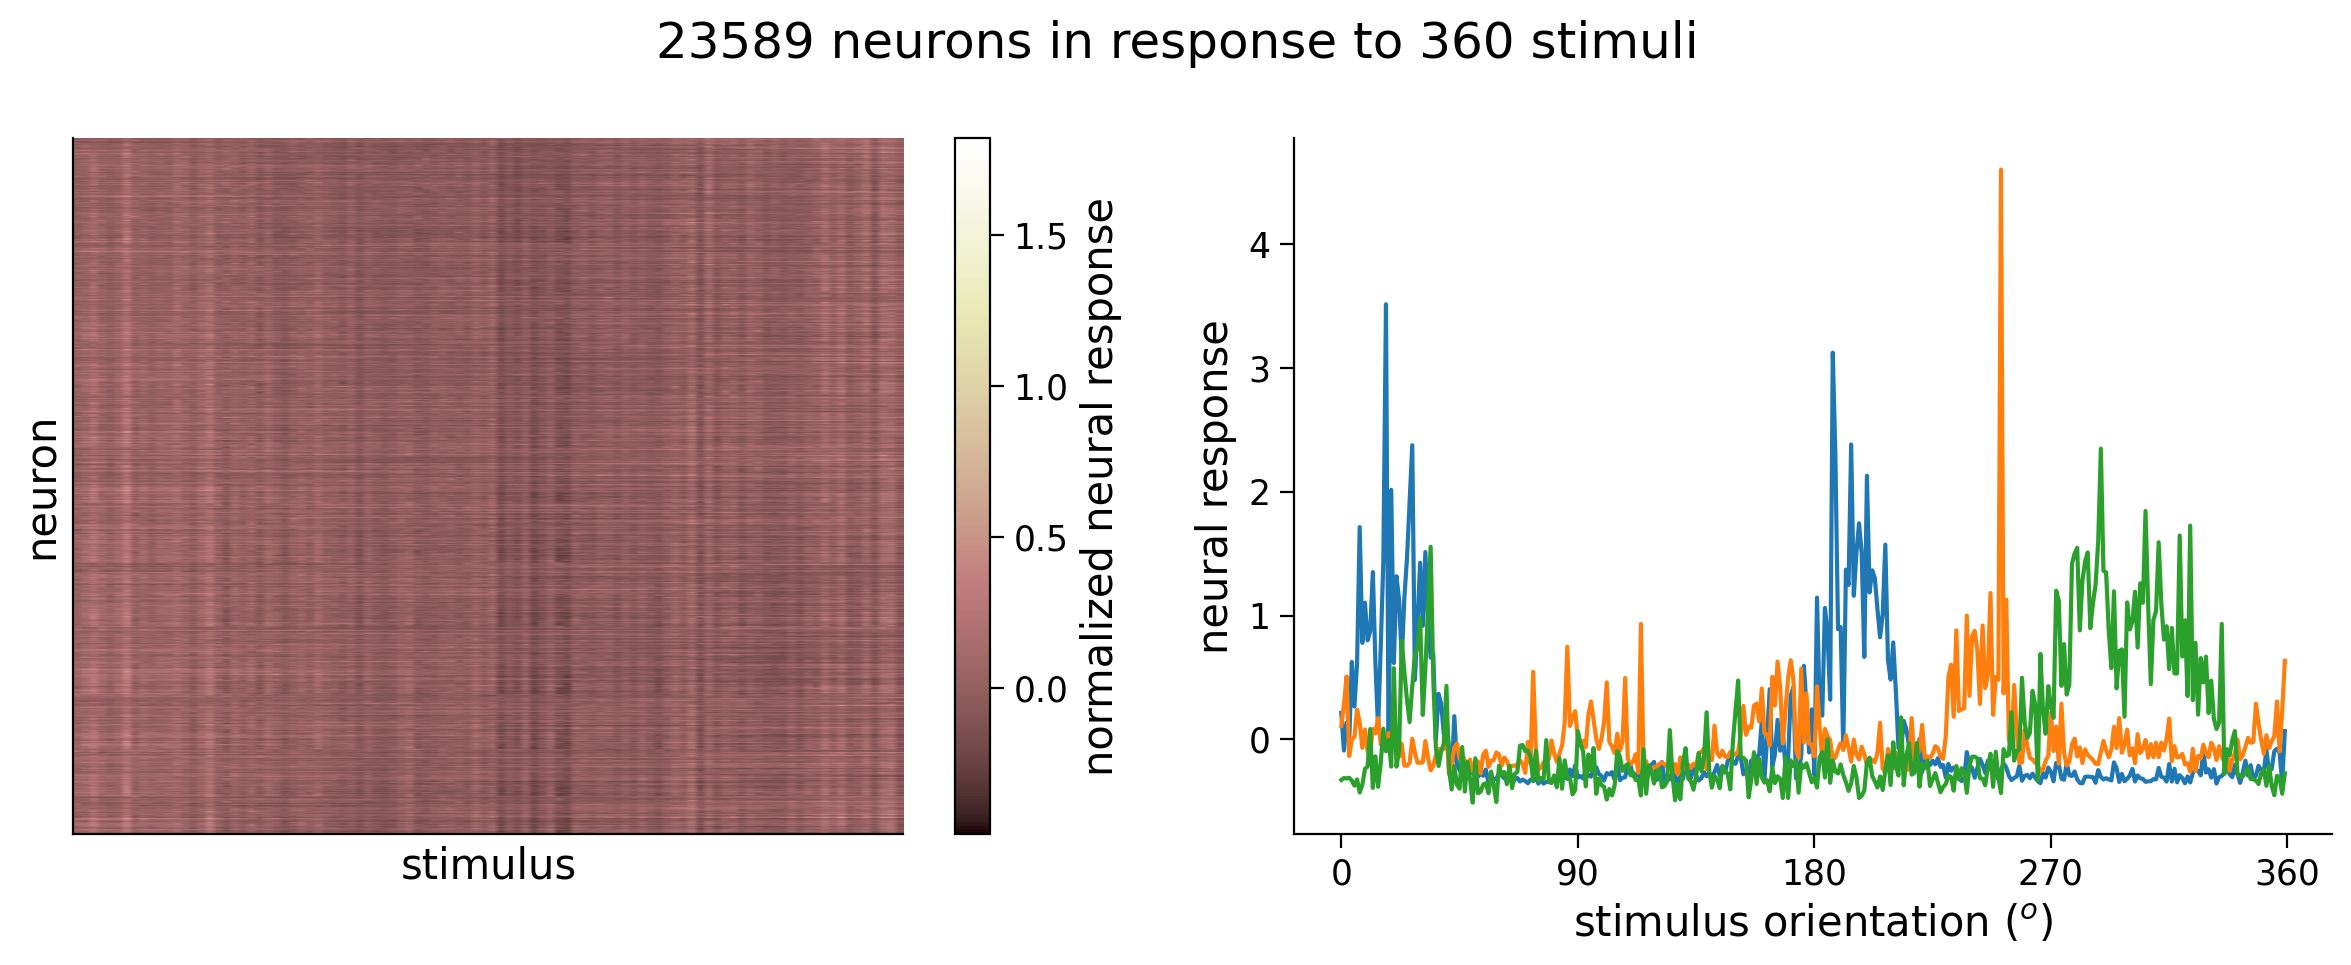 23589 neurons in response to 360 stimuli
neuron
stimulus
1.5
1.0
0.5
0.0
normalized neural response
neural response
4
3
2
1
0
0 90 180 270 360
stimulus orientation (º)